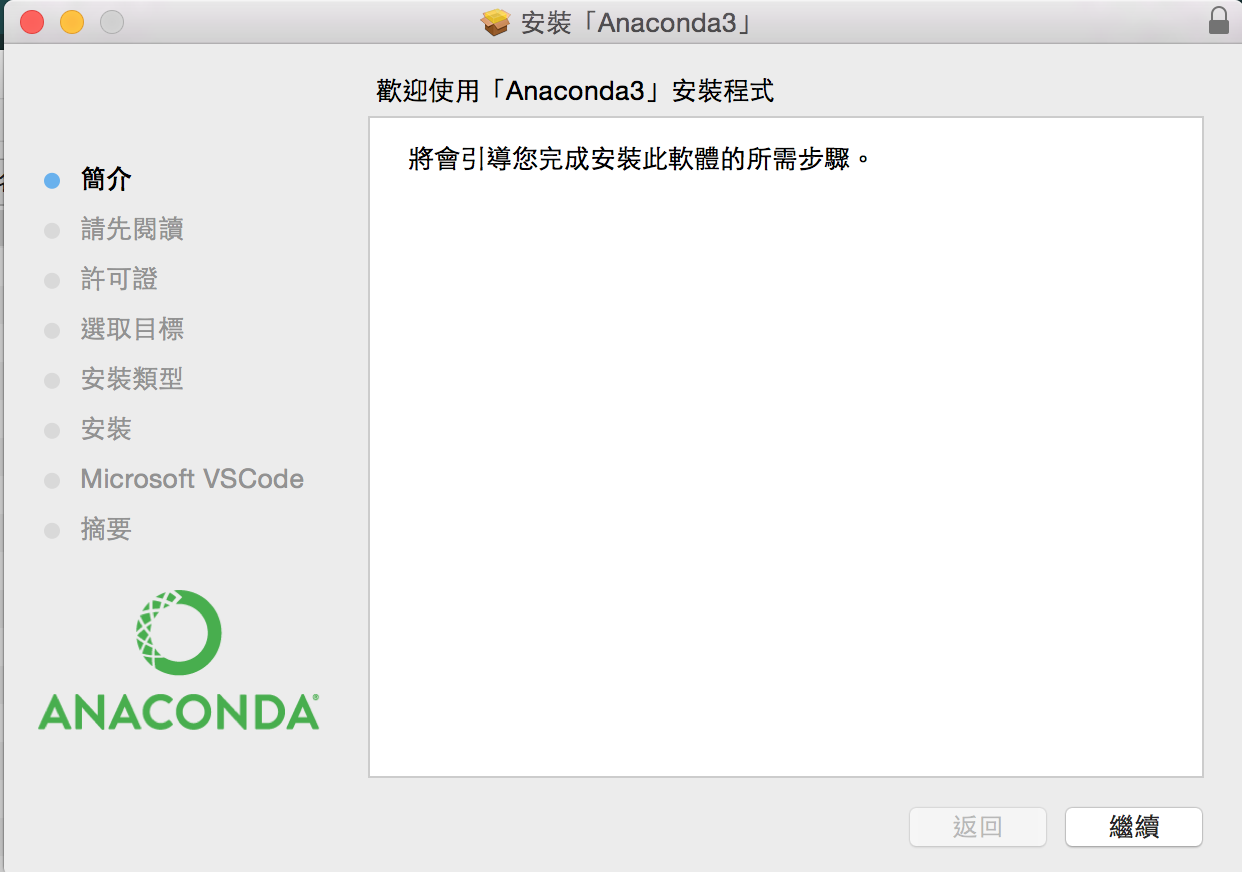 安裝「Anaconda3」
歡迎使用「Anaconda3」安裝程式
將會引導您完成安裝此軟體的所需步驟。
簡介
請先閱讀
許可證
選取目標
安裝類型
安裝
Microsoft VSCode
摘要
ANANCONDA®
返回
繼續